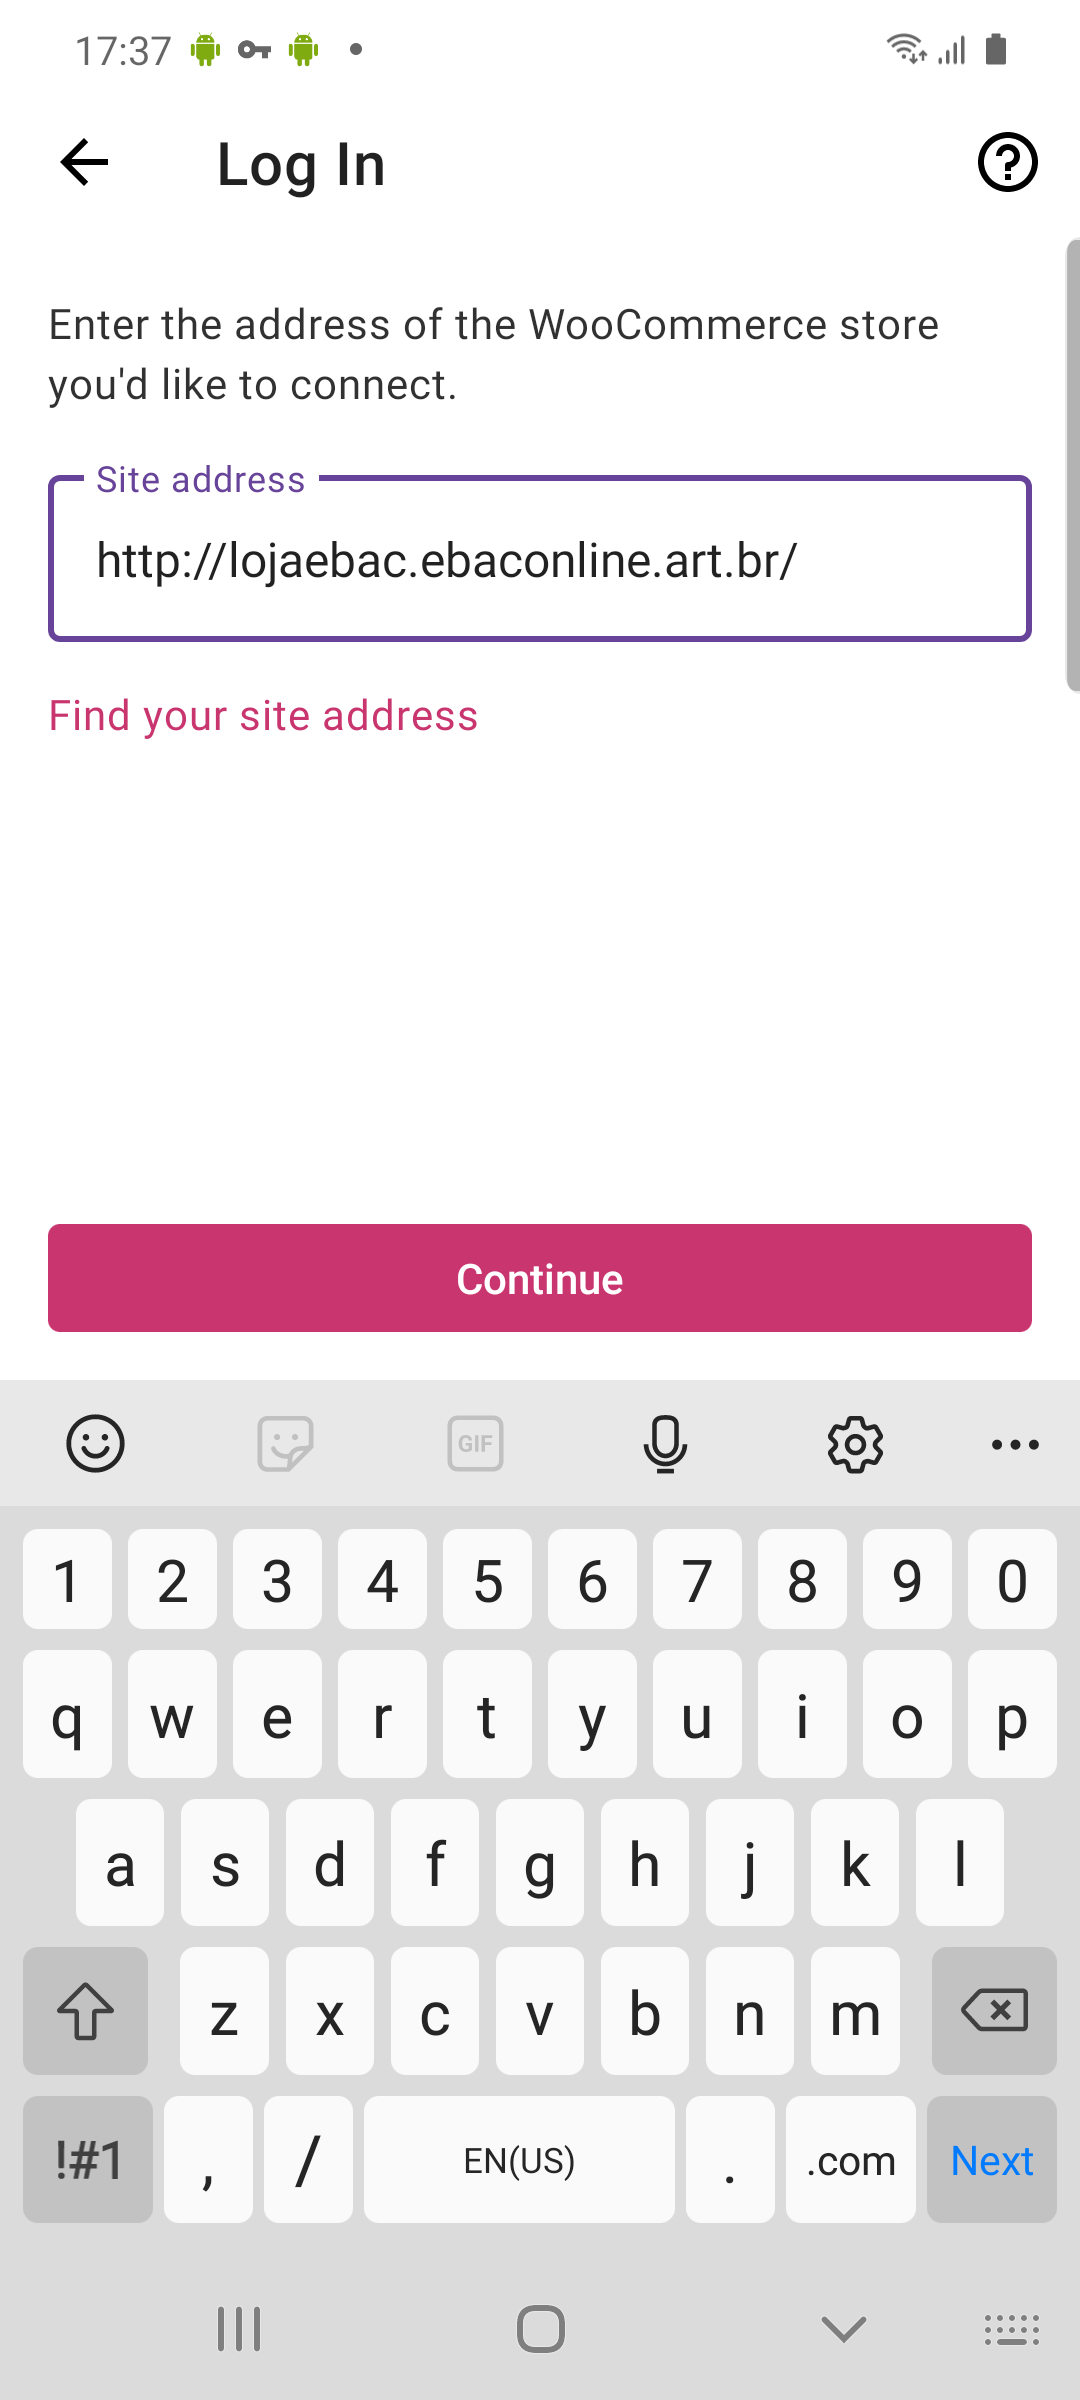 17:37
Log In
Enter the address of the WooCommerce store
you'd like to connect.
Site address
http://lojaebac.ebaconline.art.br/
Find your site address
Continue
GIF
1 2 3 4 5 6 7 8 9 0
q w e r t y u i o p
a s d f g h j k l
z x c v b n m
!#1 , / EN(US) . .com Next